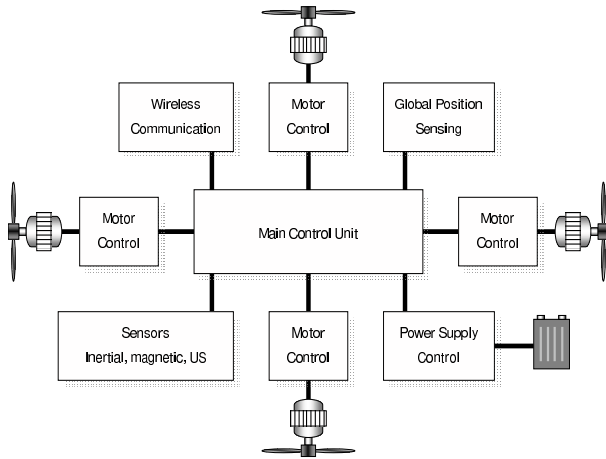 Wireless
Communication
Motor
Control
Global Position
Sensing
Motor
Control
Main Control Unit
Motor
Control
Sensors
Inertial, magnetic, US
Motor
Control
Power Supply
Control